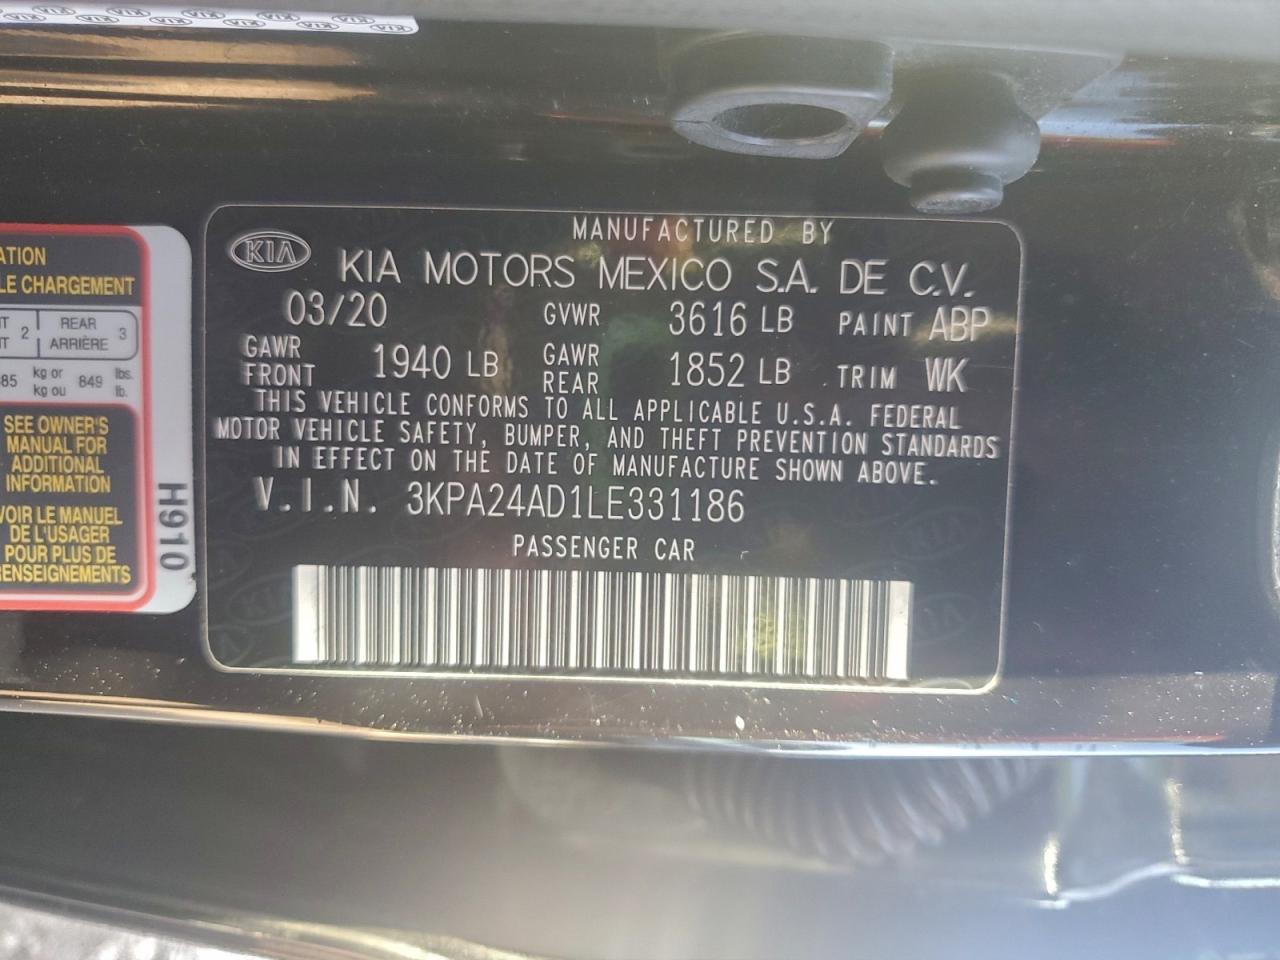 KIA
MANUFACTURED BY
KIA MOTORS MEXICO S.A. DE C.V.
03/20 GVWR 3616 LB PAINT ABP
GAWR FRONT 1940 LB GAWR REAR 1852 LB TRIM WK
THIS VEHICLE CONFORMS TO ALL APPLICABLE U.S.A. FEDERAL
MOTOR VEHICLE SAFETY, BUMPER, AND THEFT PREVENTION STANDARDS
IN EFFECT ON THE DATE OF MANUFACTURE SHOWN ABOVE.
V.I.N. 3KPA24AD1LE331186
PASSENGER CAR
CHARGEMENT
2 REAR 3
ARRIÈRE
kg or 849 lbs.
kg ou lb.
SEE OWNER'S
MANUAL FOR
ADDITIONAL
INFORMATION
VOIR LE MANUEL
DE L'USAGER
POUR PLUS DE
RENSEIGNEMENTS
H910